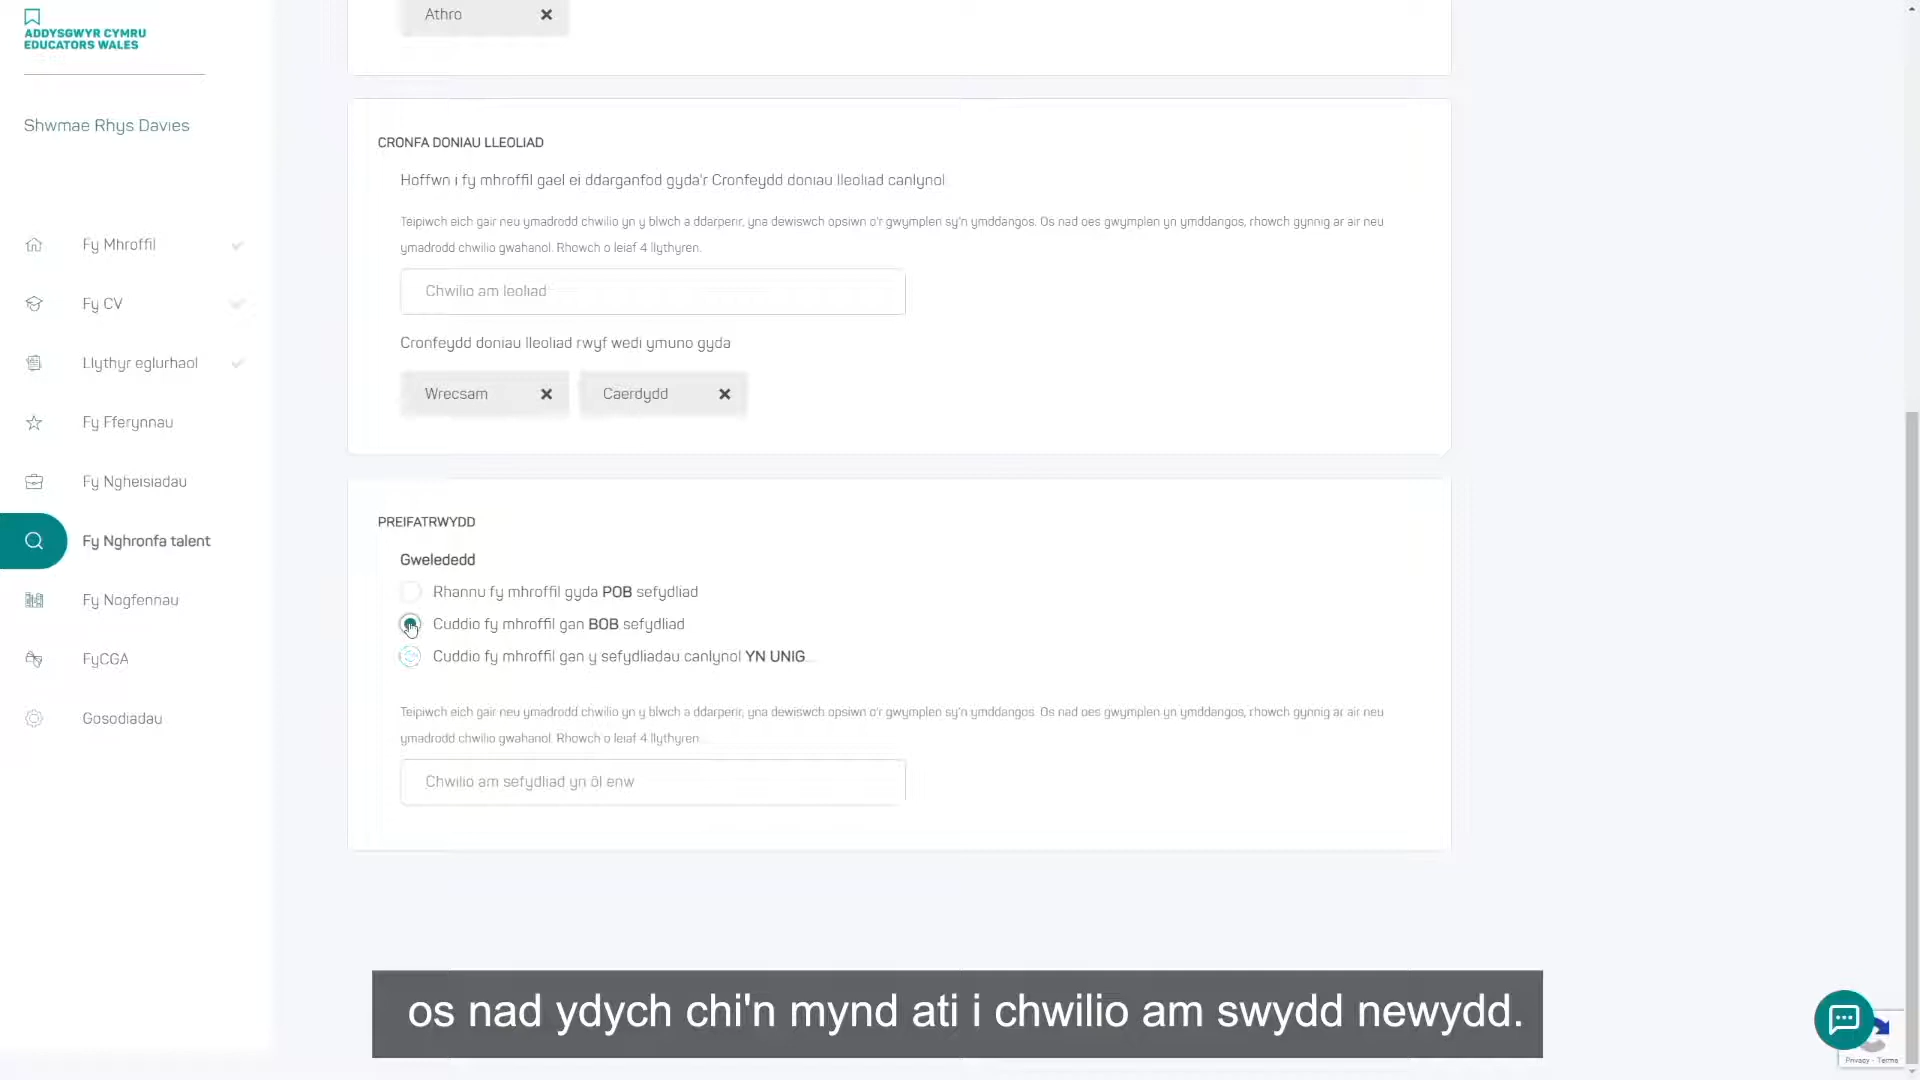 Athro
ADDYSGWYR CYMRU
EDUCATORS WALES
Shwmae Rhys Davies
Fy Mhroffil
Fy CV
Llythyr eglurhaol
Fy Fferynnau
Fy Ngheisiadau
Fy Nghronfa talent
Fy Nogfennau
FyCGA
Gosodiadau
CRONFA DONIAU LLEOLIAD
Hoffwn i fy mhroffil gael ei ddarganfod gyda'r Cronfeydd doniau lleoliad canlynol
Teipiwch eich gair neu ymadrodd chwilio yn y blwch a ddarperir, yna dewiswch opsiwn o'r gwymplen sy'n ymddangos. Os nad oes gwymplen yn ymddangos, rhowch gynnig ar air neu
ymadrodd chwilio gwahanol. Rhowch o leiaf 4 llythyren.
Chwilio am leoliad
Cronfeydd doniau lleoliad rwyf wedi ymuno gyda
Wrecsam
Caerdydd
PREIFATRWYDD
Gwelededd
Rhannu fy mhroffil gyda POB sefydliad
Cuddio fy mhroffil gan BOB sefydliad
Cuddio fy mhroffil gan y sefydliadau canlynol YN UNIG...
Teipiwch eich gair neu ymadrodd chwilio yn y blwch a ddarperir, yna dewiswch opsiwn o'r gwymplen sy'n ymddangos. Os nad oes gwymplen yn ymddangos, rhowch gynnig ar air neu
ymadrodd chwilio gwahanol. Rhowch o leiaf 4 llythyren...
Chwilio am sefydliad yn ôl enw
os nad ydych chi'n mynd ati i chwilio am swydd newydd.
Privacy - Terms